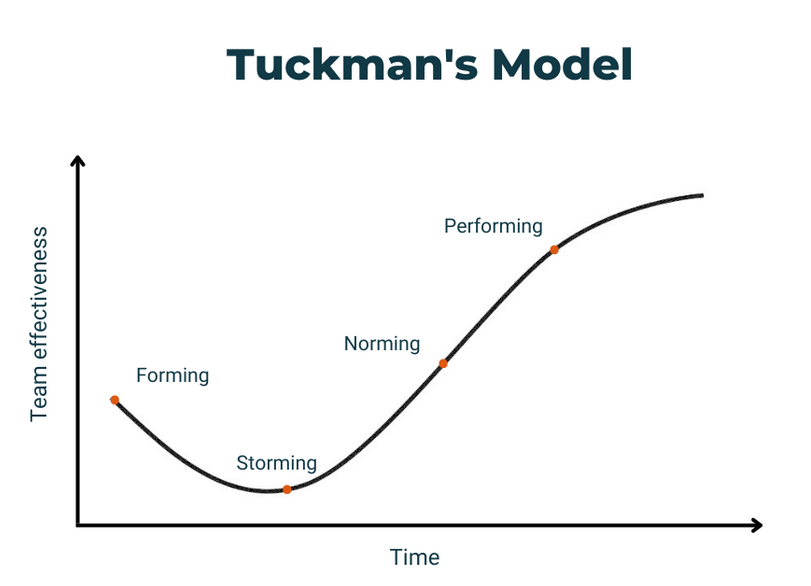 Tuckman's Model
Team effectiveness
Performing
Norming
Forming
Storming
Time